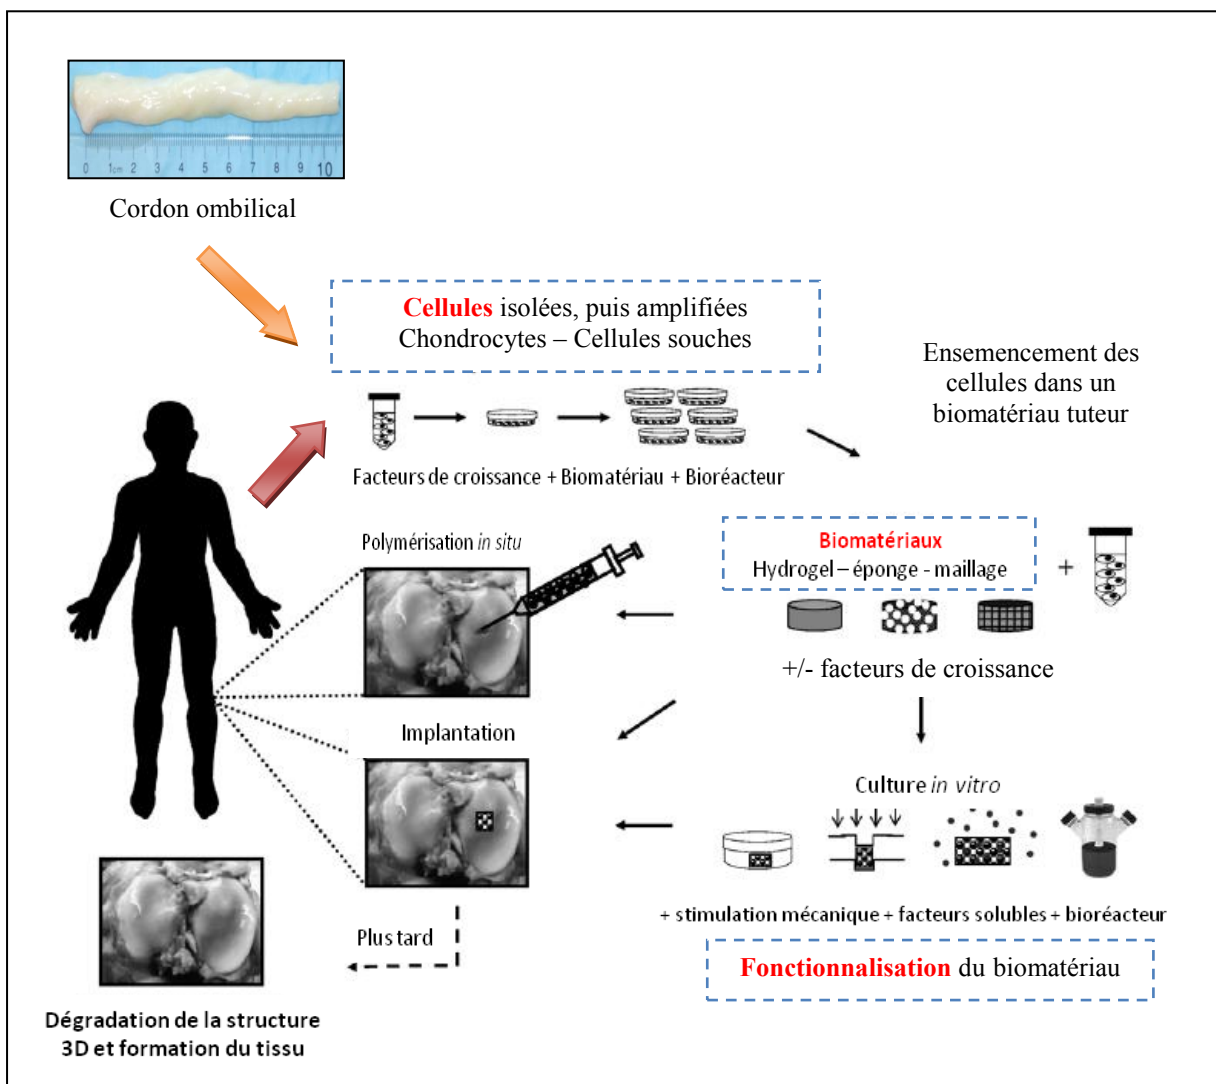 0 1cm 2 3 4 5 6 7 8 9 10
Cordon ombilical
Cellules isolées, puis amplifiées
Chondrocytes – Cellules souches
Ensemencement des
cellules dans un
biomatériau tuteur
Facteurs de croissance + Biomatériau + Bioréacteur
Polymérisation in situ
Biomatériaux
Hydrogel – éponge - maillage
+
+/- facteurs de croissance
Implantation
Culture in vitro
+ stimulation mécanique + facteurs solubles + bioréacteur
Fonctionnalisation du biomatériau
Plus tard
Dégradation de la structure
3D et formation du tissu